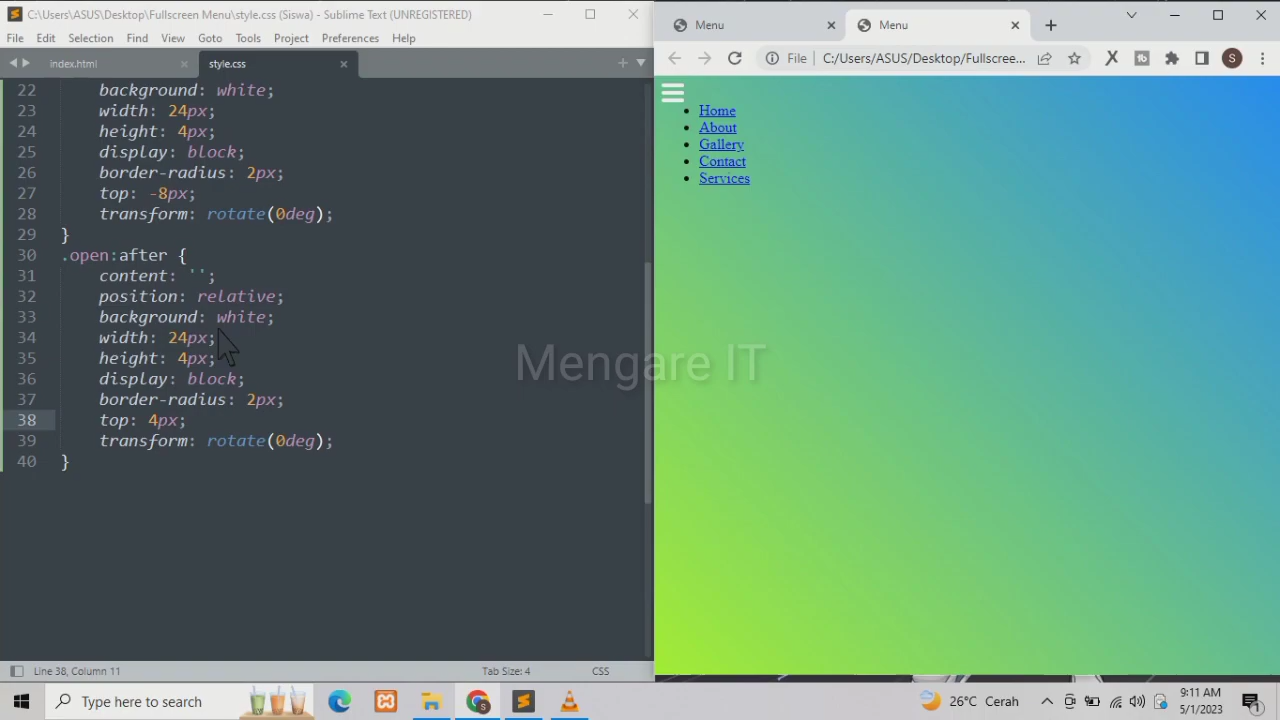 C:\Users\ASUS\Desktop\Fullscreen Menu\style.css (Siswa) - Sublime Text (UNREGISTERED)
File Edit Selection Find View Goto Tools Project Preferences Help
index.html style.css
22 background: white;
23 width: 24px;
24 height: 4px;
25 display: block;
26 border-radius: 2px;
27 top: -8px;
28 transform: rotate(0deg);
29 }
30 .open:after {
31 content: '';
32 position: relative;
33 background: white;
34 width: 24px;
35 height: 4px;
36 display: block;
37 border-radius: 2px;
38 top: 4px;
39 transform: rotate(0deg);
40 }
Line 38, Column 11 Tab Size: 4 CSS
Menu Menu
File C:/Users/ASUS/Desktop/Fullscreen... X tb S
Home
About
Gallery
Contact
Services
Mengare IT
Type here to search S 26°C Cerah 9:11 AM
5/1/2023 1